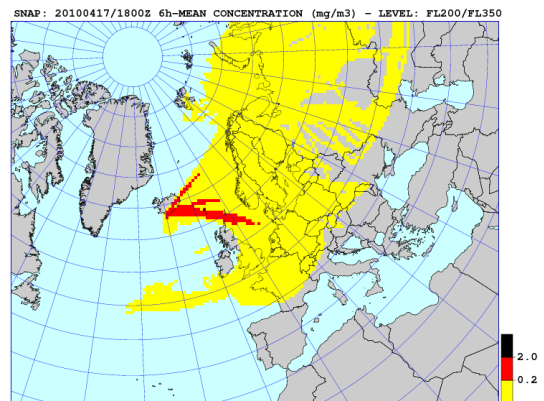 SNAP: 20100417/1800Z 6h-MEAN CONCENTRATION (mg/m3) - LEVEL: FL200/FL350
2.0
0.2